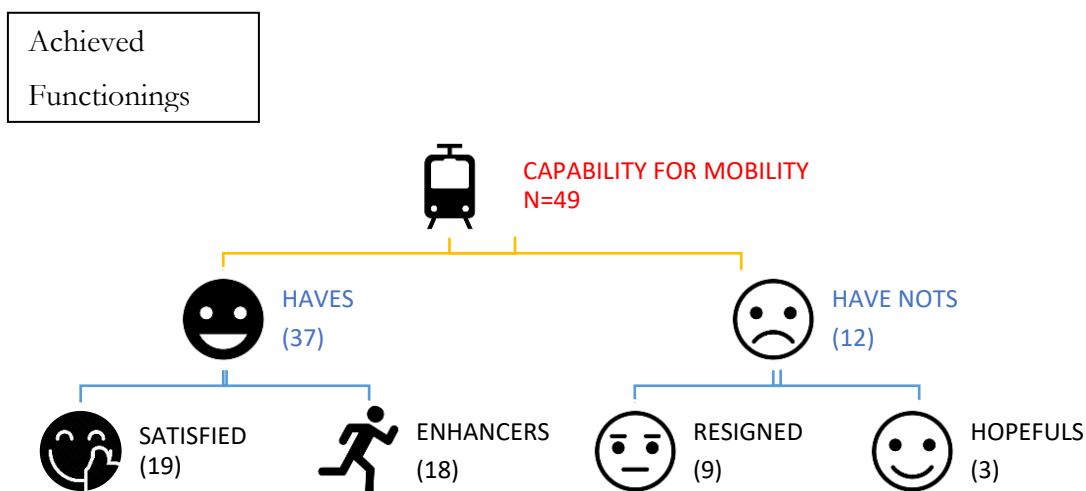 Achieved
Functionings
CAPABILITY FOR MOBILITY
N=49
HAVES
(37)
HAVE NOTS
(12)
SATISFIED
(19)
ENHANCERS
(18)
RESIGNED
(9)
HOPEFULS
(3)